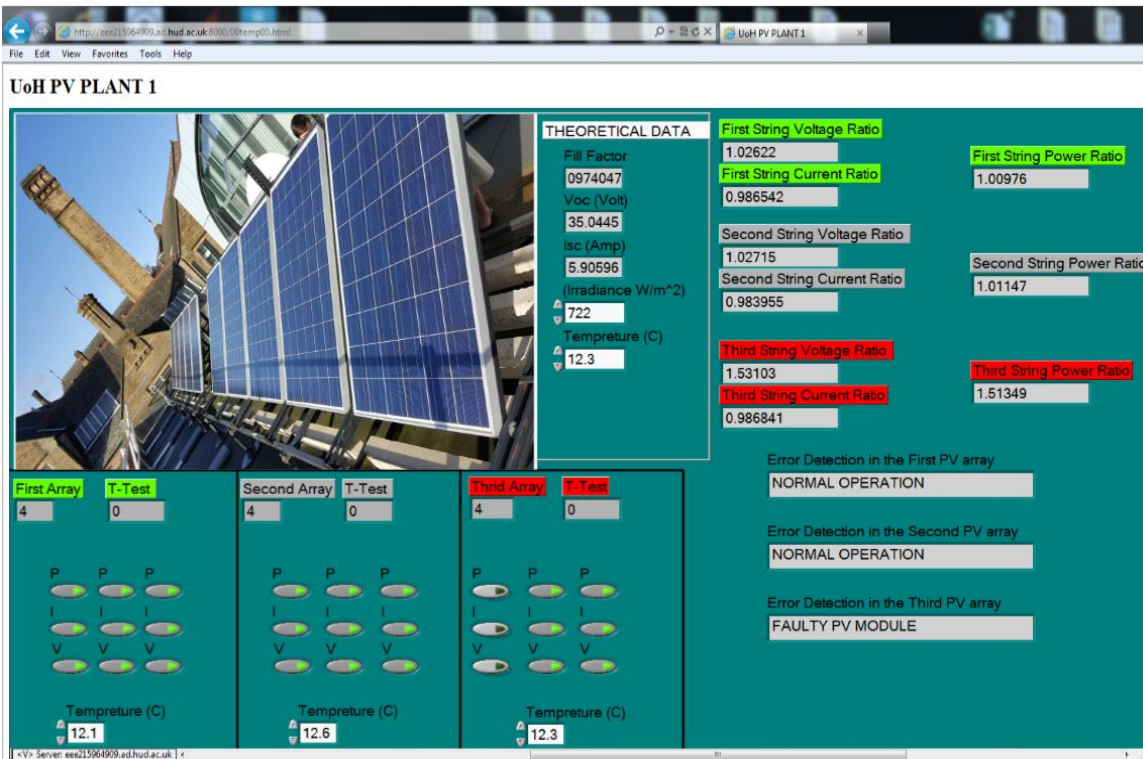 http://eee215964909.ad.hud.ac.uk:8000/00temp00.html
UoH PV PLANT 1
File Edit View Favorites Tools Help
UoH PV PLANT 1
THEORETICAL DATA
Fill Factor
0974047
Voc (Volt)
35.0445
Isc (Amp)
5.90596
(Irradiance W/m^2)
722
Tempreture (C)
12.3
First String Voltage Ratio
1.02622
First String Current Ratio
0.986542
First String Power Ratio
1.00976
Second String Voltage Ratio
1.02715
Second String Current Ratio
0.983955
Second String Power Ratio
1.01147
Third String Voltage Ratio
1.53103
Third String Current Ratio
0.986841
Third String Power Ratio
1.51349
Error Detection in the First PV array
NORMAL OPERATION
Error Detection in the Second PV array
NORMAL OPERATION
Error Detection in the Third PV array
FAULTY PV MODULE
First Array T-Test
4 0
P P P
I I I
V V V
Tempreture (C)
12.1
Second Array T-Test
4 0
P P P
I I I
V V V
Tempreture (C)
12.6
Thrid Array T-Test
4 0
P P P
I I I
V V V
Tempreture (C)
12.3
<V> Server: eee215964909.ad.hud.ac.uk